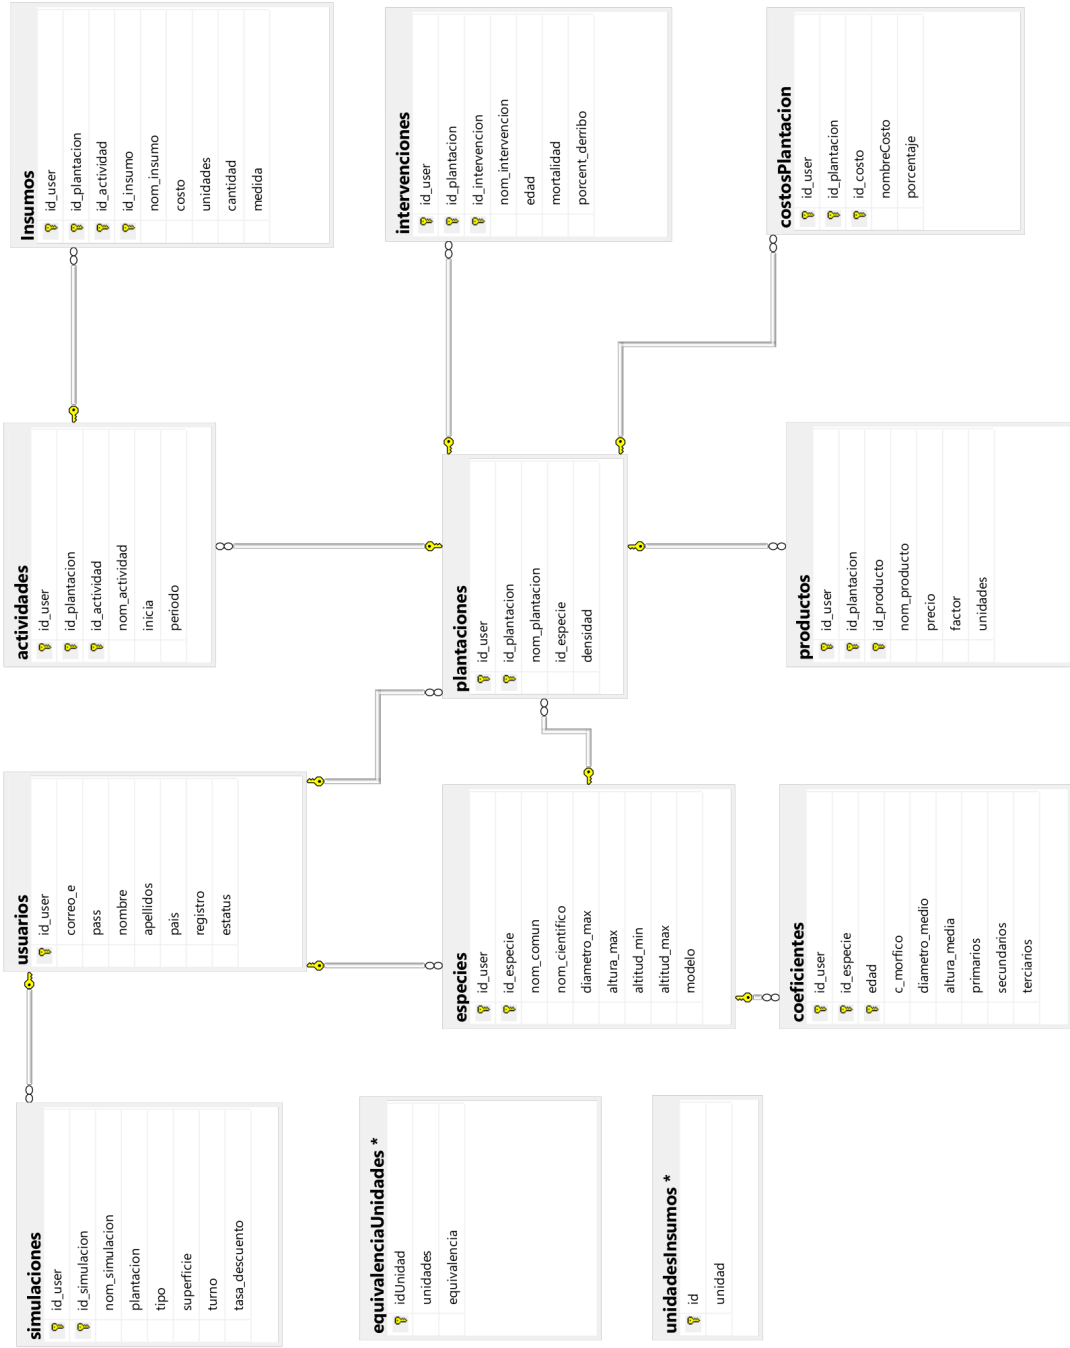 simulaciones
id_user
id_simulacion
nom_simulacion
plantacion
tipo
superficie
turno
tasa_descuento
usuarios
id_user
correo_e
pass
nombre
apellidos
pais
registro
estatus
actividades
id_user
id_plantacion
id_actividad
nom_actividad
inicia
periodo
Insumos
id_user
id_plantacion
id_actividad
id_insumo
nom_insumo
costo
unidades
cantidad
medida
equivalenciaUnidades *
idUnidad
unidades
equivalencia
especies
id_user
id_especie
nom_comun
nom_cientifico
diametro_max
altura_max
altitud_min
altitud_max
modelo
plantaciones
id_user
id_plantacion
nom_plantacion
id_especie
densidad
intervenciones
id_user
id_plantacion
id_intervencion
nom_intervencion
edad
mortalidad
porcent_derribo
unidadesInsumos *
id
unidad
coeficientes
id_user
id_especie
edad
c_morfico
diametro_medio
altura_media
primarios
secundarios
terciarios
productos
id_user
id_plantacion
id_producto
nom_producto
precio
factor
unidades
costosPlantacion
id_user
id_plantacion
id_costo
nombreCosto
porcentaje